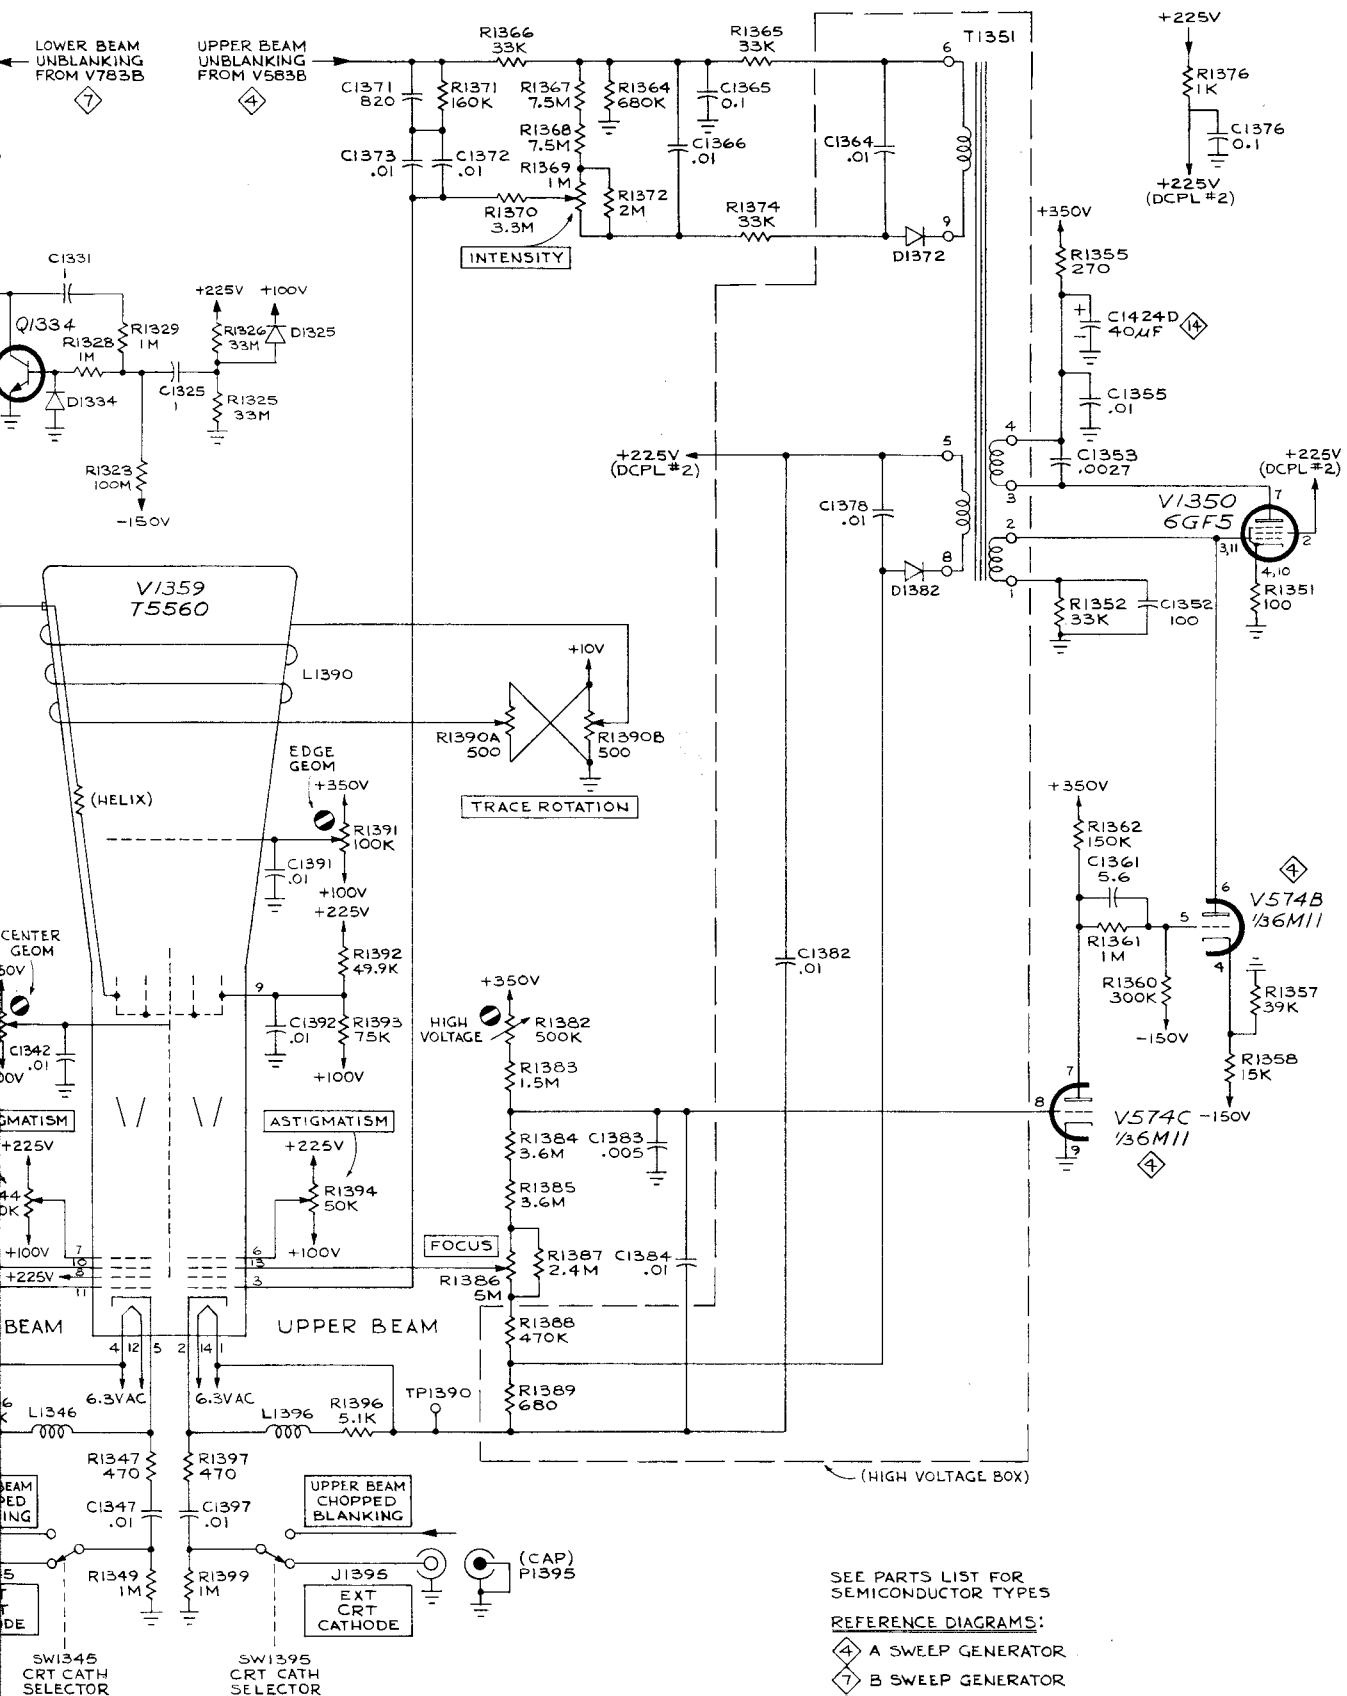 LOWER BEAM
UNBLANKING
FROM V783B
7
UPPER BEAM
UNBLANKING
FROM V583B
4
R1366
33K
C1371
820
R1371
160K
R1367
7.5M
R1364
680K
C1365
0.1
R1365
33K
6
T1351
R1368
7.5M
C1373
.01
C1372
.01
R1369
1M
C1366
.01
C1364
.01
R1370
3.3M
R1372
2M
R1374
33K
9
D1372
INTENSITY
+225V
R1376
1K
C1376
0.1
+225V
(DCPL #2)
+350V
R1355
270
+
C1424D
40µF
–
14
C1355
.01
4
C1353
.0027
3
C1331
1
Q1334
R1328
1M
R1329
1M
+225V
+100V
R1326
33M
D1325
C1325
1
R1325
33M
D1334
R1323
100M
-150V
+225V
(DCPL #2)
5
C1378
.01
D1382
8
2
1
V1350
6GF5
7
+225V
(DCPL #2)
3,11
2
4,10
R1351
100
R1352
33K
C1352
100
V1359
T5560
L1390
+10V
R1390A
500
R1390B
500
TRACE ROTATION
EDGE
GEOM
+350V
(HELIX)
R1391
100K
C1391
.01
+100V
+225V
R1392
49.9K
CENTER
GEOM
50V
9
C1392
.01
R1393
75K
C1342
.01
00V
+100V
+350V
HIGH
VOLTAGE
R1382
500K
R1383
1.5M
C1382
.01
+350V
R1362
150K
C1361
5.6
R1361
1M
5
6
V574B
1/3 6M11
4
4
R1360
300K
-150V
R1357
39K
R1358
15K
-150V
7
8
V574C
1/3 6M11
4
9
GMATISM
+225V
44
0K
+100V
+225V
ASTIGMATISM
+225V
R1394
50K
+100V
7
10
8
11
6
13
3
R1384
3.6M
C1383
.005
R1385
3.6M
FOCUS
R1386
5M
R1387
2.4M
C1384
.01
BEAM
UPPER BEAM
R1388
470K
4
12
5
2
14
1
6.3VAC
6.3VAC
TP1390
R1389
680
L1346
L1396
R1396
5.1K
R1347
470
R1397
470
(HIGH VOLTAGE BOX)
EAM
PED
ING
C1347
.01
C1397
.01
UPPER BEAM
CHOPPED
BLANKING
R1349
1M
R1399
1M
J1395
(CAP)
P1395
EXT
CRT
CATHODE
DE
SW1345
CRT CATH
SELECTOR
SW1395
CRT CATH
SELECTOR
SEE PARTS LIST FOR
SEMICONDUCTOR TYPES
REFERENCE DIAGRAMS:
4 A SWEEP GENERATOR
7 B SWEEP GENERATOR